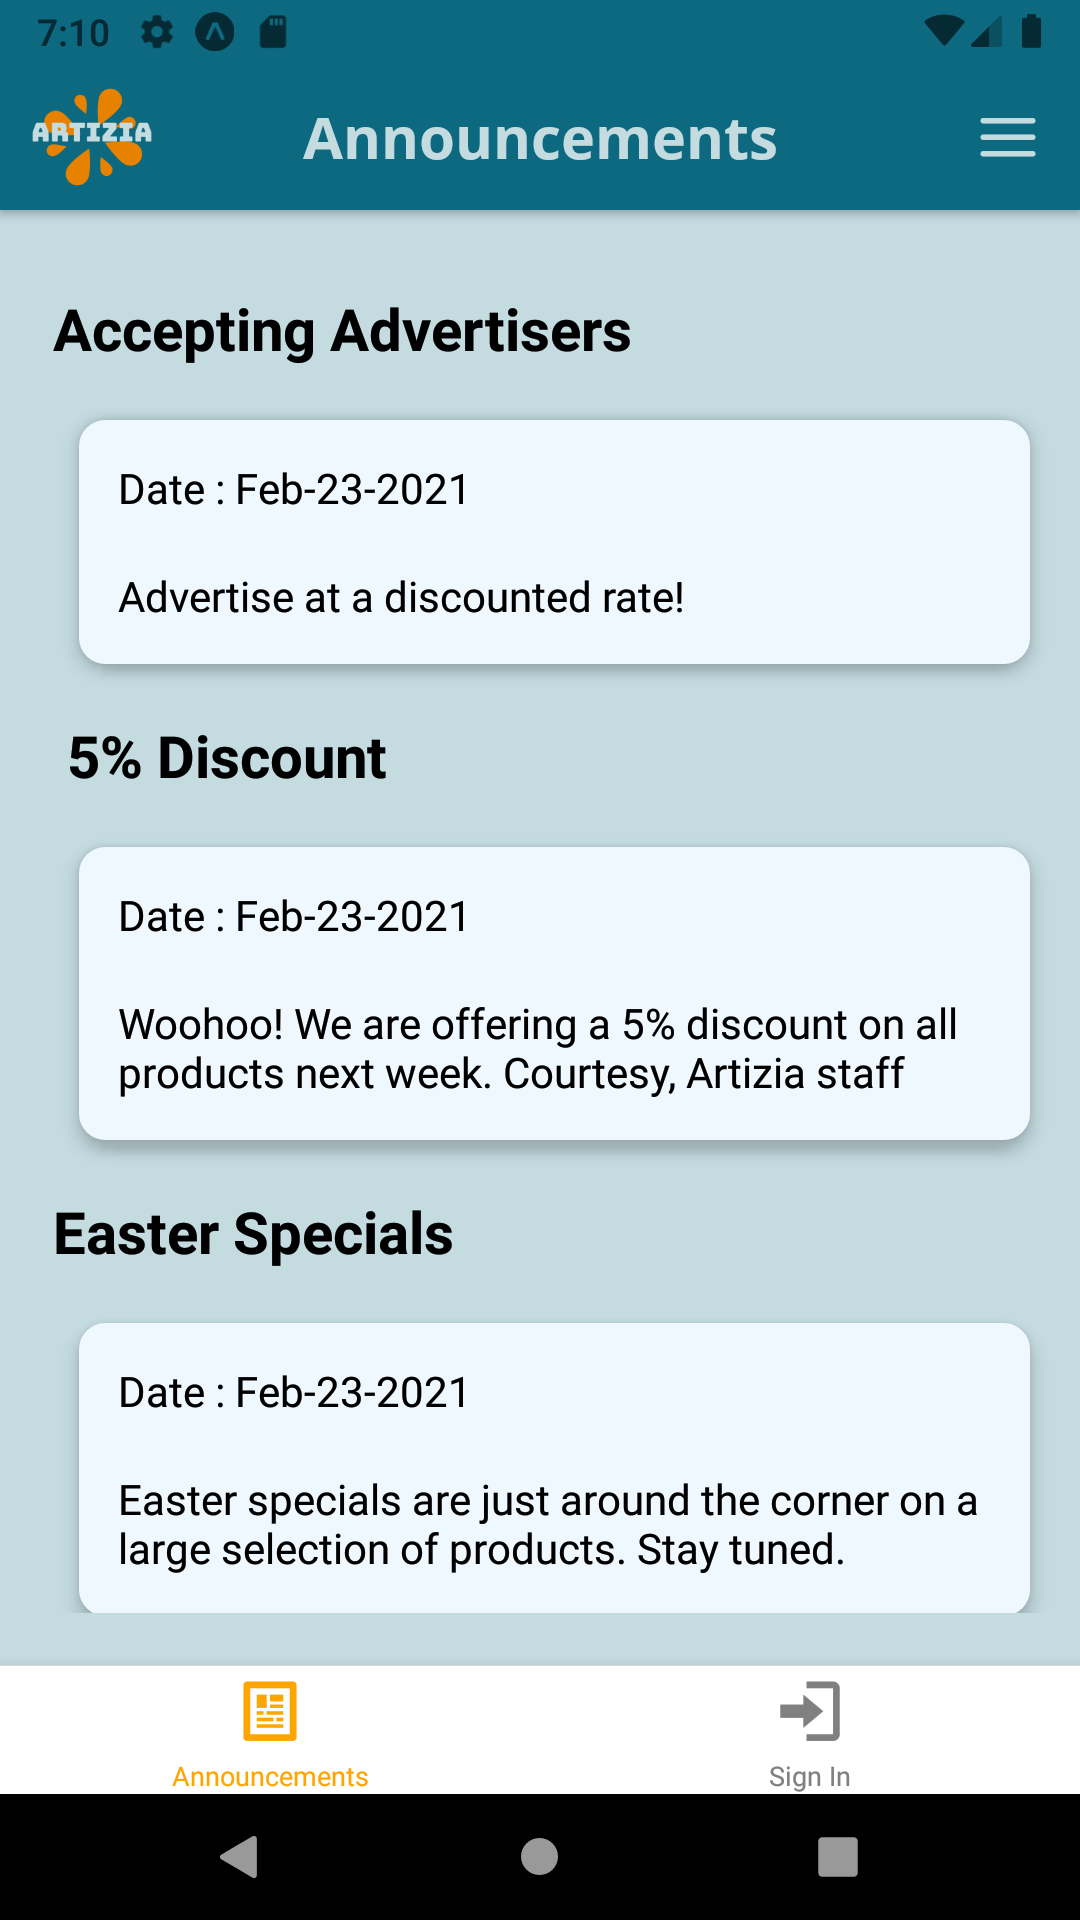 7:10
ARTIZIA
Announcements
Accepting Advertisers
Date : Feb-23-2021
Advertise at a discounted rate!
5% Discount
Date : Feb-23-2021
Woohoo! We are offering a 5% discount on all
products next week. Courtesy, Artizia staff
Easter Specials
Date : Feb-23-2021
Easter specials are just around the corner on a
large selection of products. Stay tuned.
Announcements
Sign In